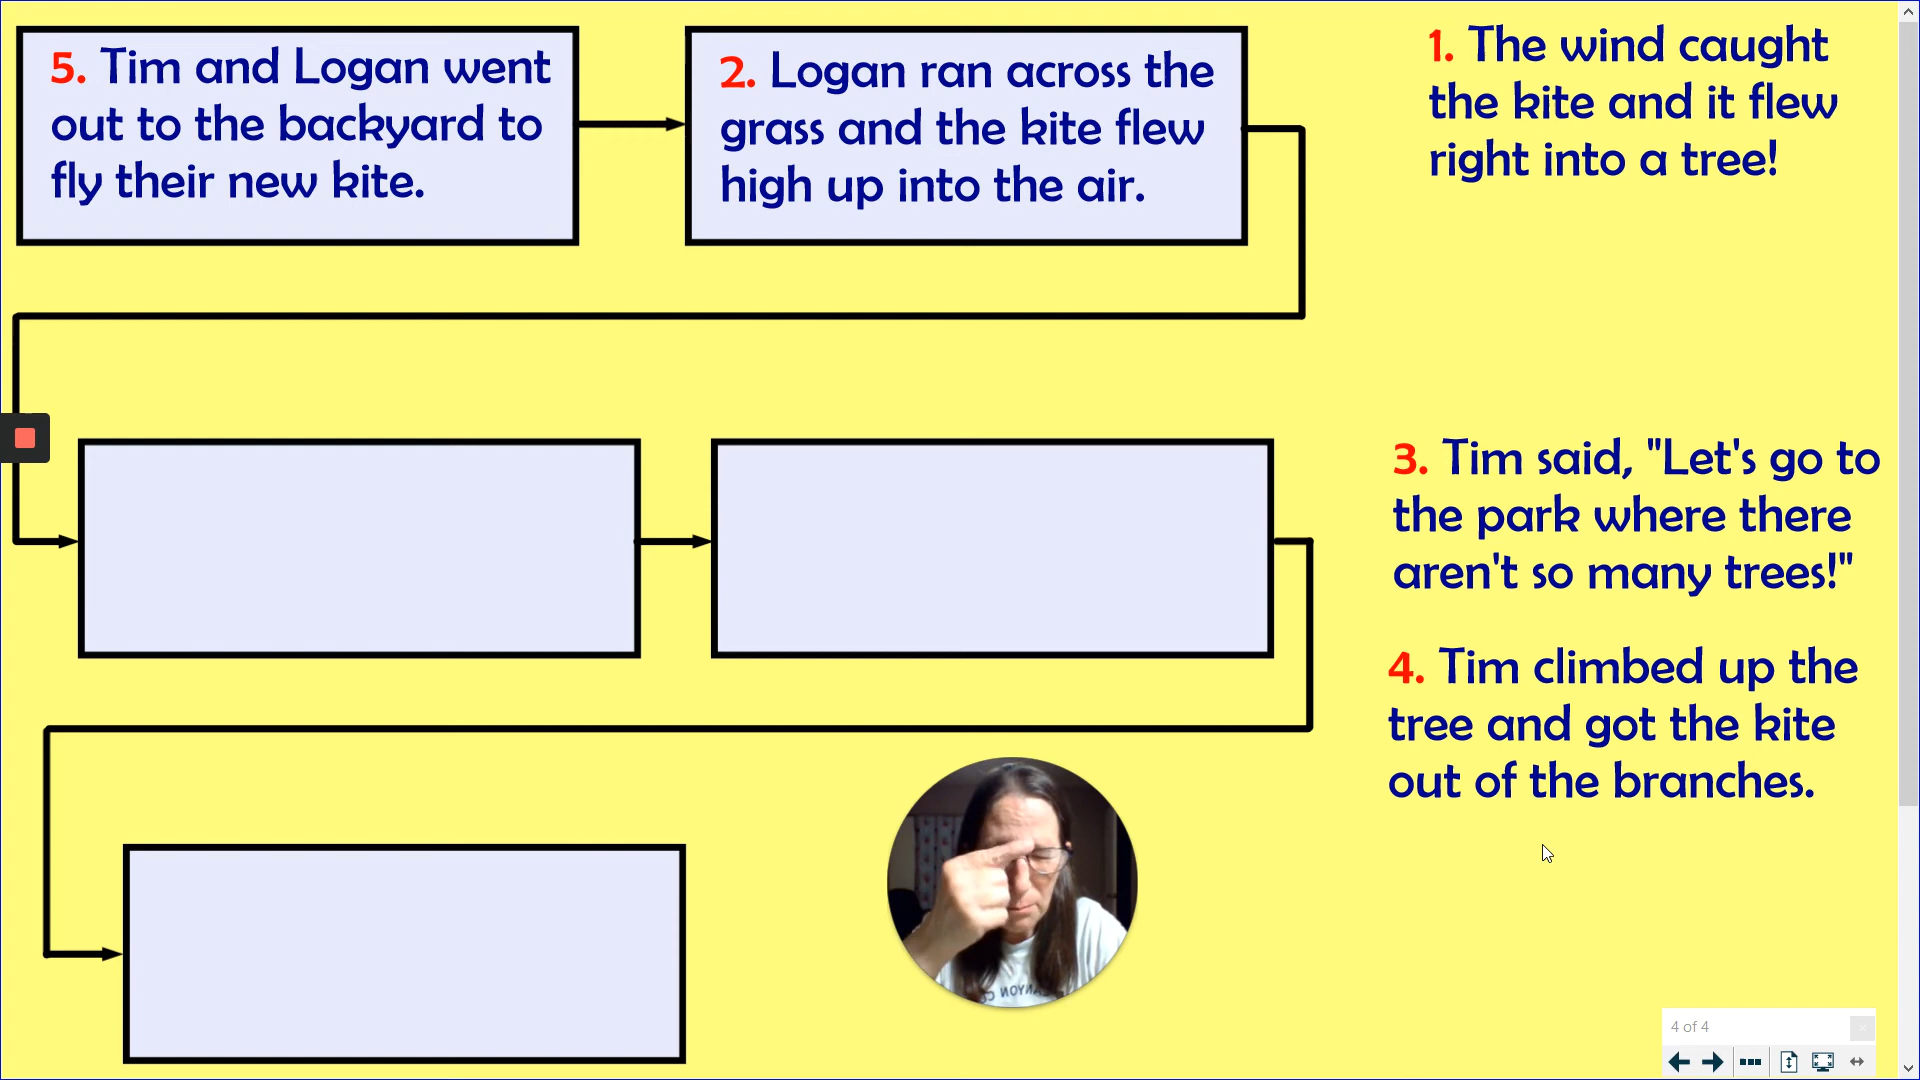 5. Tim and Logan went
out to the backyard to
fly their new kite.
2. Logan ran across the
grass and the kite flew
high up into the air.
1. The wind caught
the kite and it flew
right into a tree!
3. Tim said, "Let's go to
the park where there
aren't so many trees!"
4. Tim climbed up the
tree and got the kite
out of the branches.
4 of 4